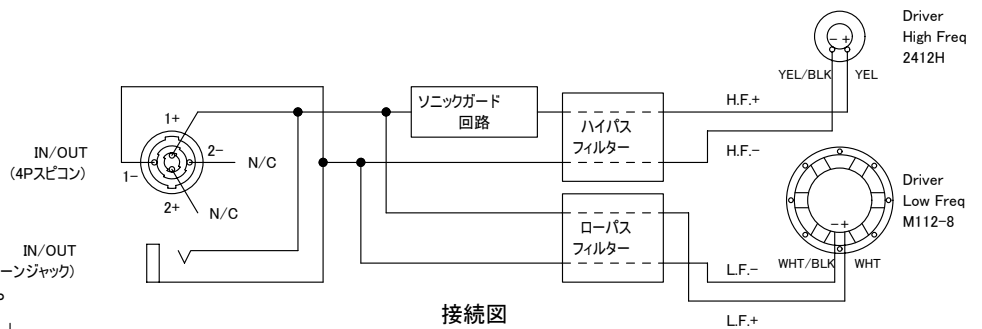 Driver
High Freq
2412H
YEL/BLK
YEL
ソニックガード
回路
ハイパス
フィルター
H.F.+
H.F.-
IN/OUT
(4Pスピコン)
1+
2-
1-
2+
N/C
N/C
Driver
Low Freq
M112-8
WHT/BLK
WHT
ローパス
フィルター
L.F.-
L.F.+
IN/OUT
ーンジャック)
接続図
- +
-+